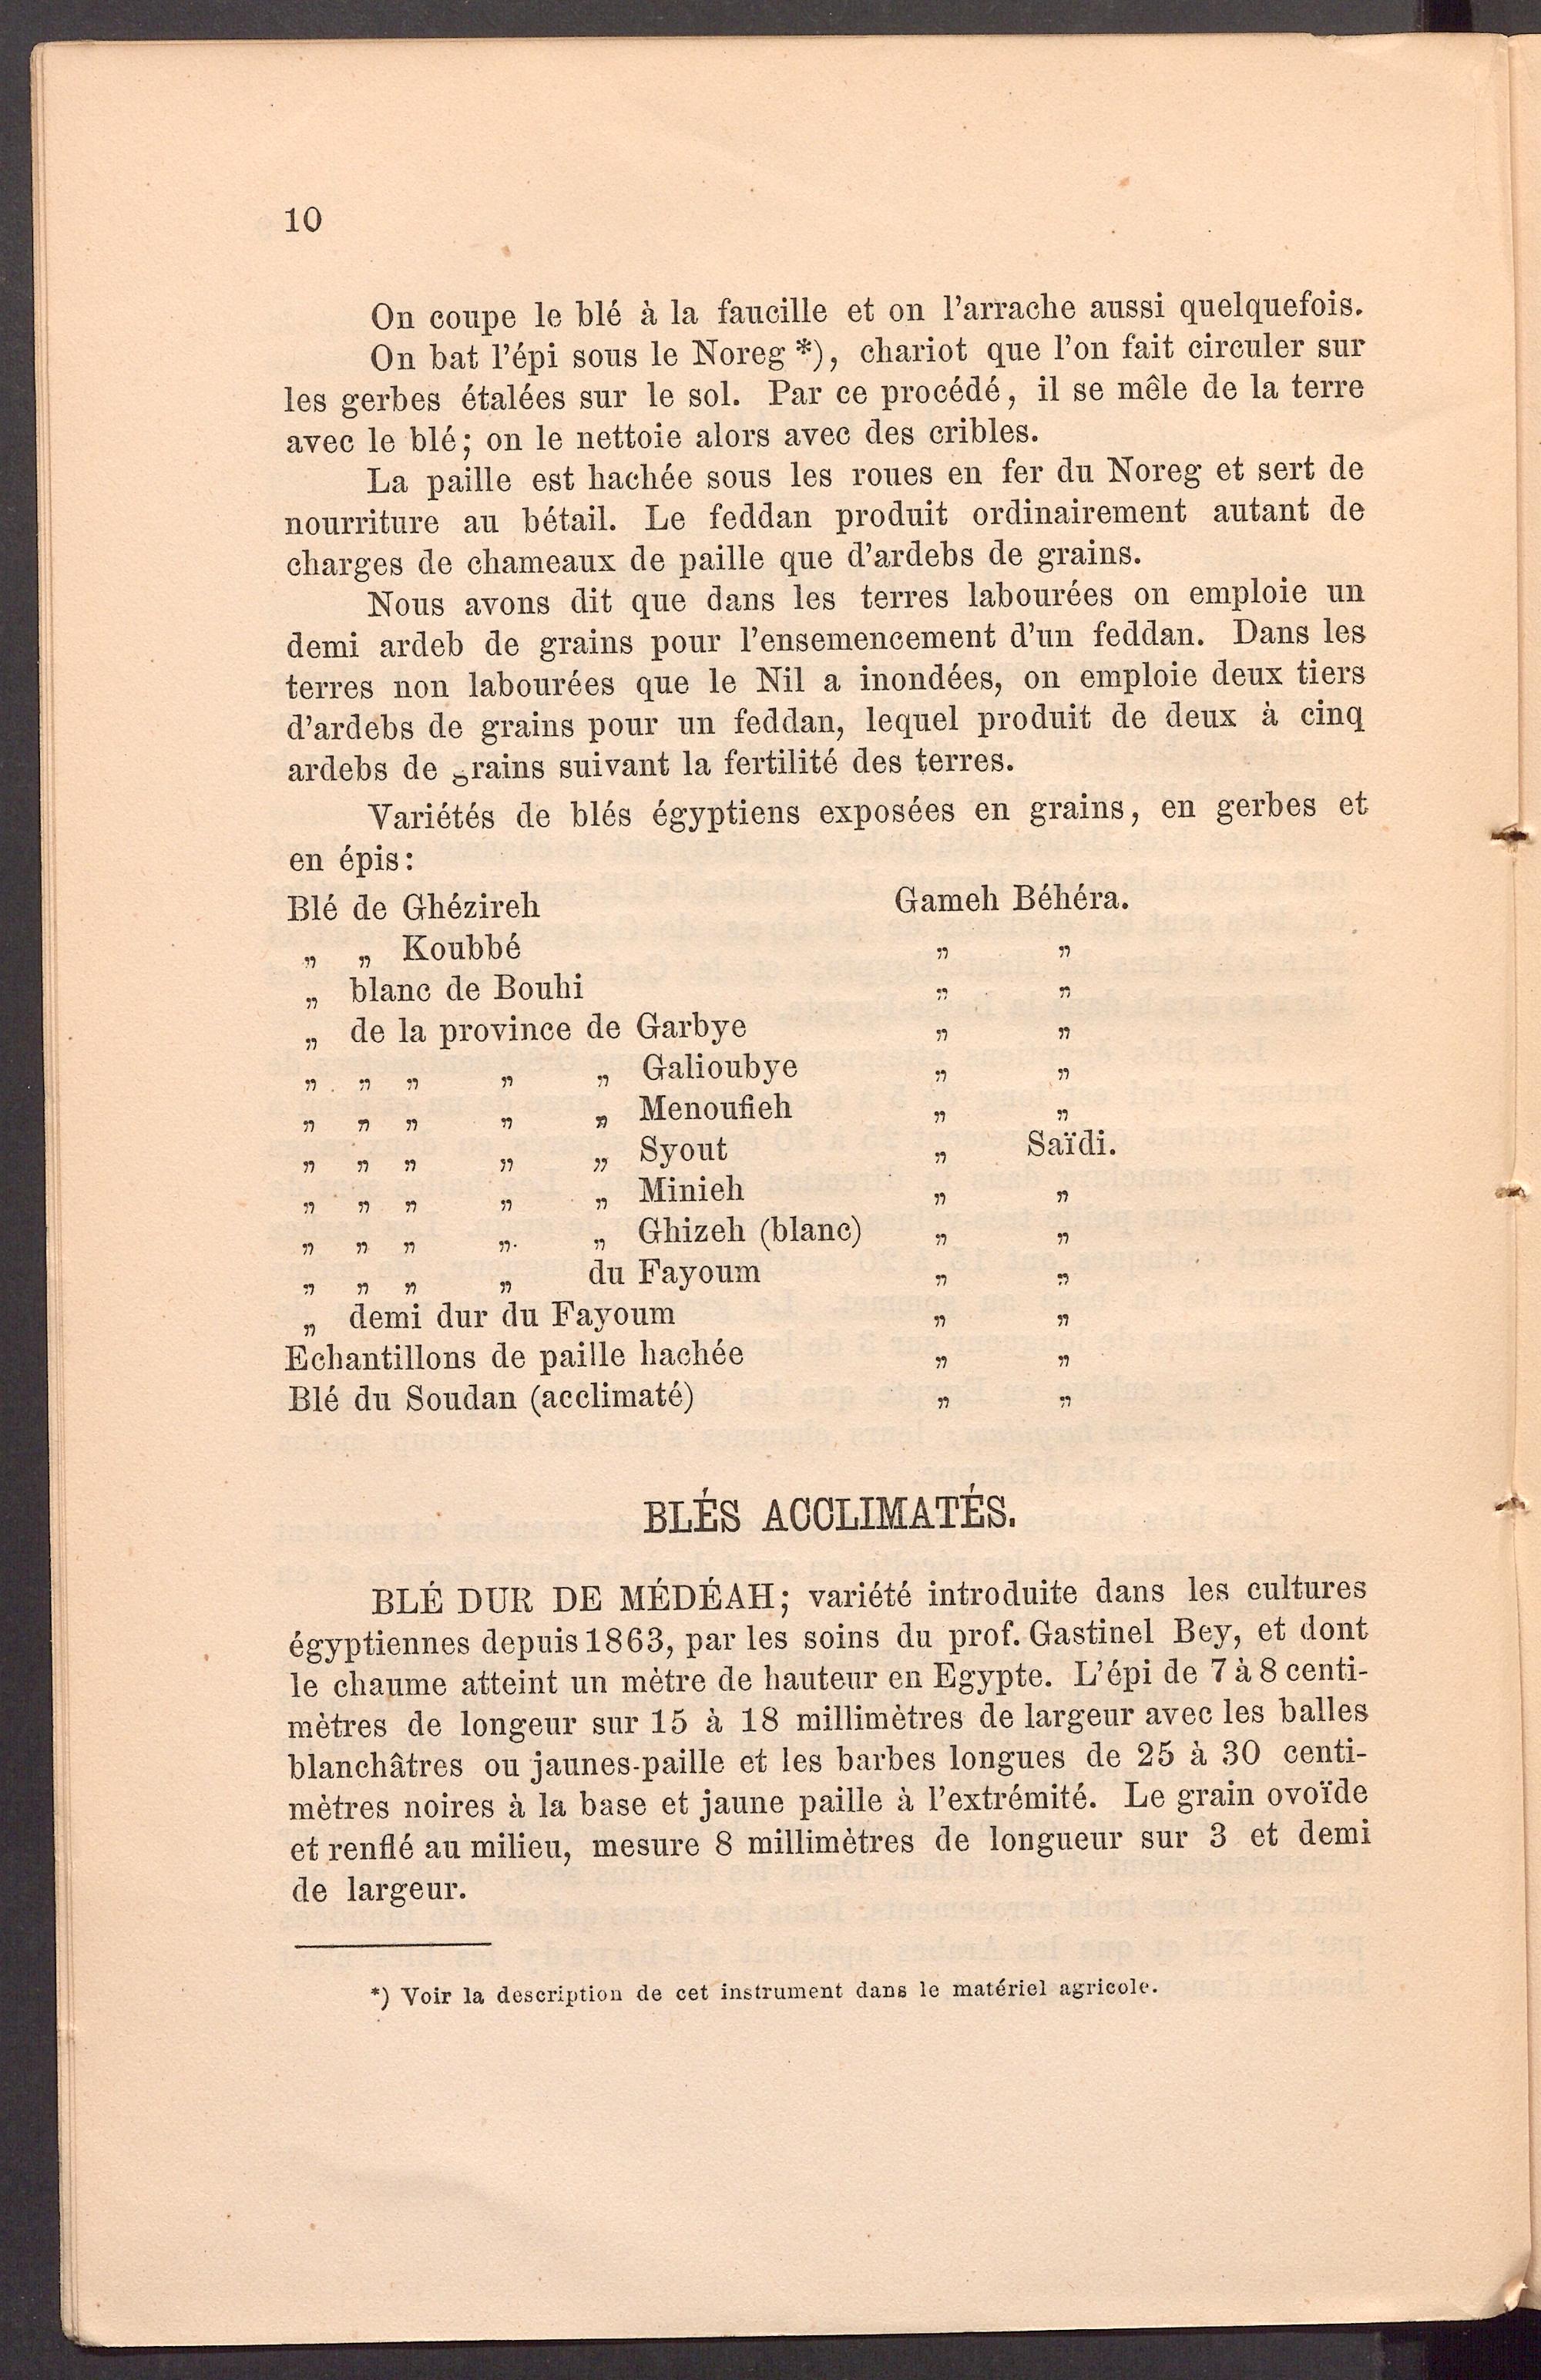 10
On coupe le blé à la faucille et on l'arrache aussi quelquefois.
On bat l'épi sous le Noreg *), chariot que l'on fait circuler sur
les gerbes étalées sur le sol. Par ce procédé, il se mêle de la terre
avec le blé; on le nettoie alors avec des cribles.
La paille est hachée sous les roues en fer du Noreg et sert de
nourriture au bétail. Le feddan produit ordinairement autant de
charges de chameaux de paille que d'ardebs de grains.
Nous avons dit que dans les terres labourées on emploie un
demi ardeb de grains pour l'ensemencement d'un feddan. Dans les
terres non labourées que le Nil a inondées, on emploie deux tiers
d'ardebs de grains pour un feddan, lequel produit de deux à cinq
ardebs de grains suivant la fertilité des terres.
Variétés de blés égyptiens exposées en grains, en gerbes et
en épis:
Blé de Ghézireh Gameh Béhéra.
„ „ Koubbé „ „
„ blanc de Bouhi „ „
„ de la province de Garbye „ „
„ „ „ „ „ Galioubye „ „
„ „ „ „ „ Menoufieh „ „
„ „ „ „ „ Syout „ Saïdi.
„ „ „ „ „ Minieh „ „
„ „ „ „ „ Ghizeh (blanc) „ „
„ „ „ „ du Fayoum „ „
„ demi dur du Fayoum „ „
Echantillons de paille hachée „ „
Blé du Soudan (acclimaté) „ „
BLÉS ACCLIMATÉS.
BLÉ DUR DE MÉDÉAH; variété introduite dans les cultures
égyptiennes depuis 1863, par les soins du prof. Gastinel Bey, et dont
le chaume atteint un mètre de hauteur en Egypte. L'épi de 7 à 8 centi-
mètres de longeur sur 15 à 18 millimètres de largeur avec les balles
blanchâtres ou jaunes-paille et les barbes longues de 25 à 30 centi-
mètres noires à la base et jaune paille à l'extrémité. Le grain ovoïde
et renflé au milieu, mesure 8 millimètres de longueur sur 3 et demi
de largeur.
*) Voir la description de cet instrument dans le matériel agricole.